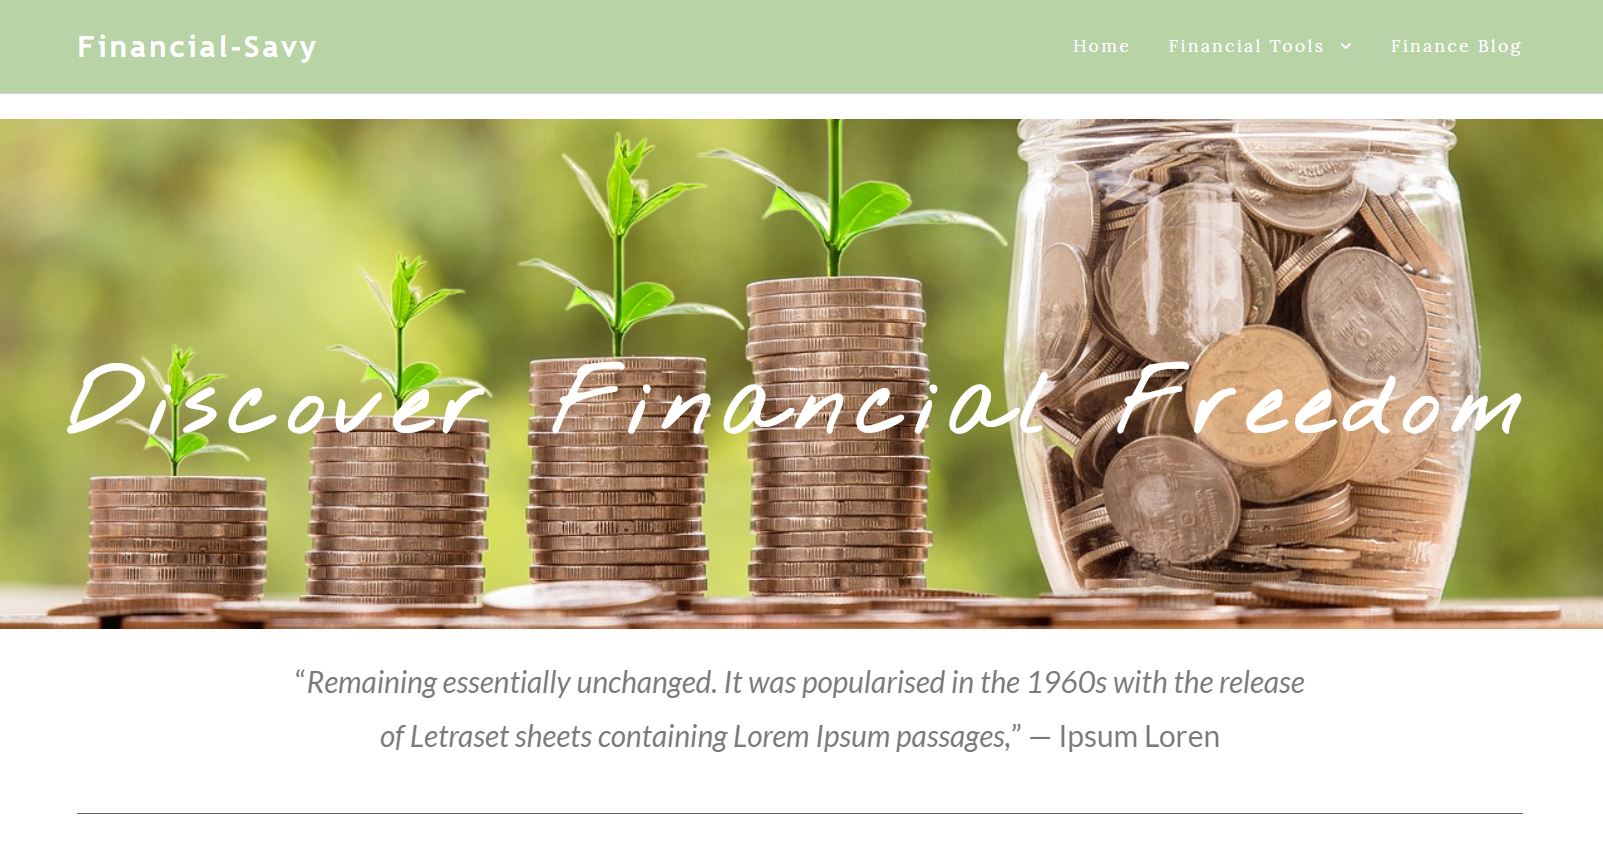 Financial-Savy
Home Financial Tools Finance Blog
Discover Financial Freedom
“Remaining essentially unchanged. It was popularised in the 1960s with the release
of Letraset sheets containing Lorem Ipsum passages,” — Ipsum Loren